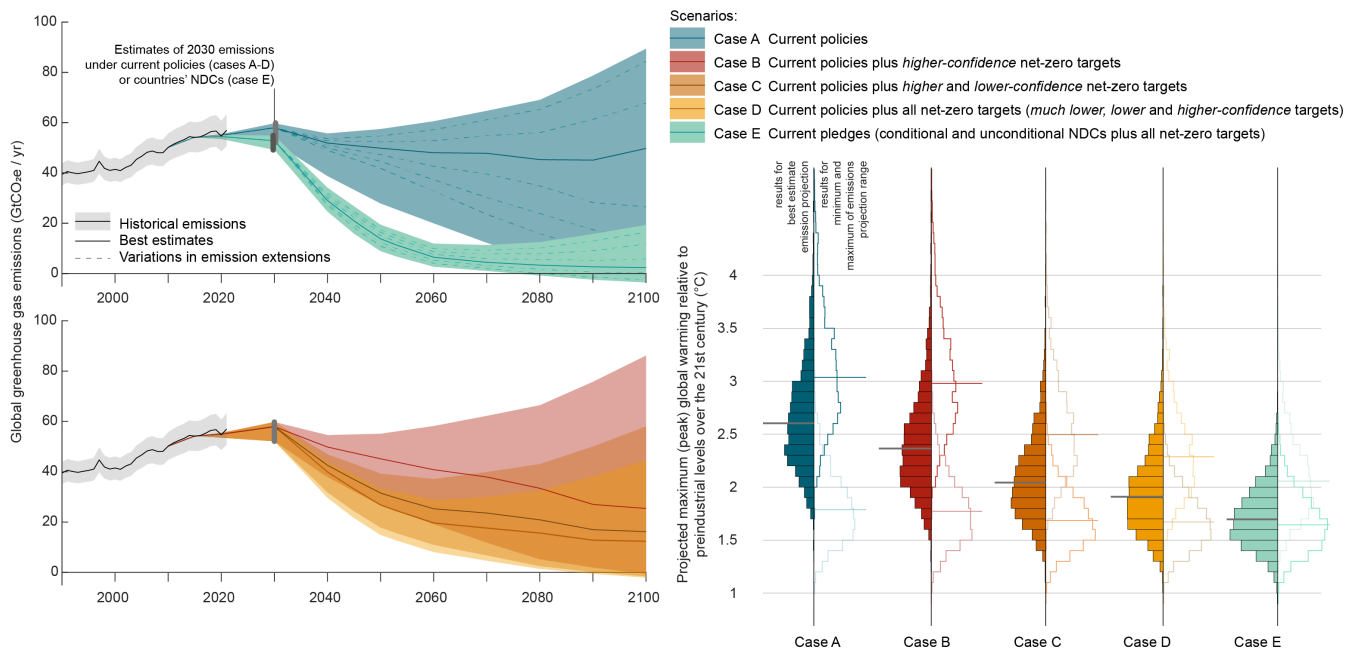 Global greenhouse gas emissions (GtCO₂e / yr)
100
80
60
40
20
0
Estimates of 2030 emissions
under current policies (cases A-D)
or countries' NDCs (case E)
Historical emissions
Best estimates
Variations in emission extensions
2000
2020
2040
2060
2080
2100
100
80
60
40
20
0
2000
2020
2040
2060
2080
2100
Scenarios:
Case A Current policies
Case B Current policies plus higher-confidence net-zero targets
Case C Current policies plus higher and lower-confidence net-zero targets
Case D Current policies plus all net-zero targets (much lower, lower and higher-confidence targets)
Case E Current pledges (conditional and unconditional NDCs plus all net-zero targets)
Projected maximum (peak) global warming relative to
preindustrial levels over the 21st century (°C)
results for
best estimate
emission projection
results for
minimum and
maximum of emissions
projection range
4
3.5
3
2.5
2
1.5
1
Case A
Case B
Case C
Case D
Case E